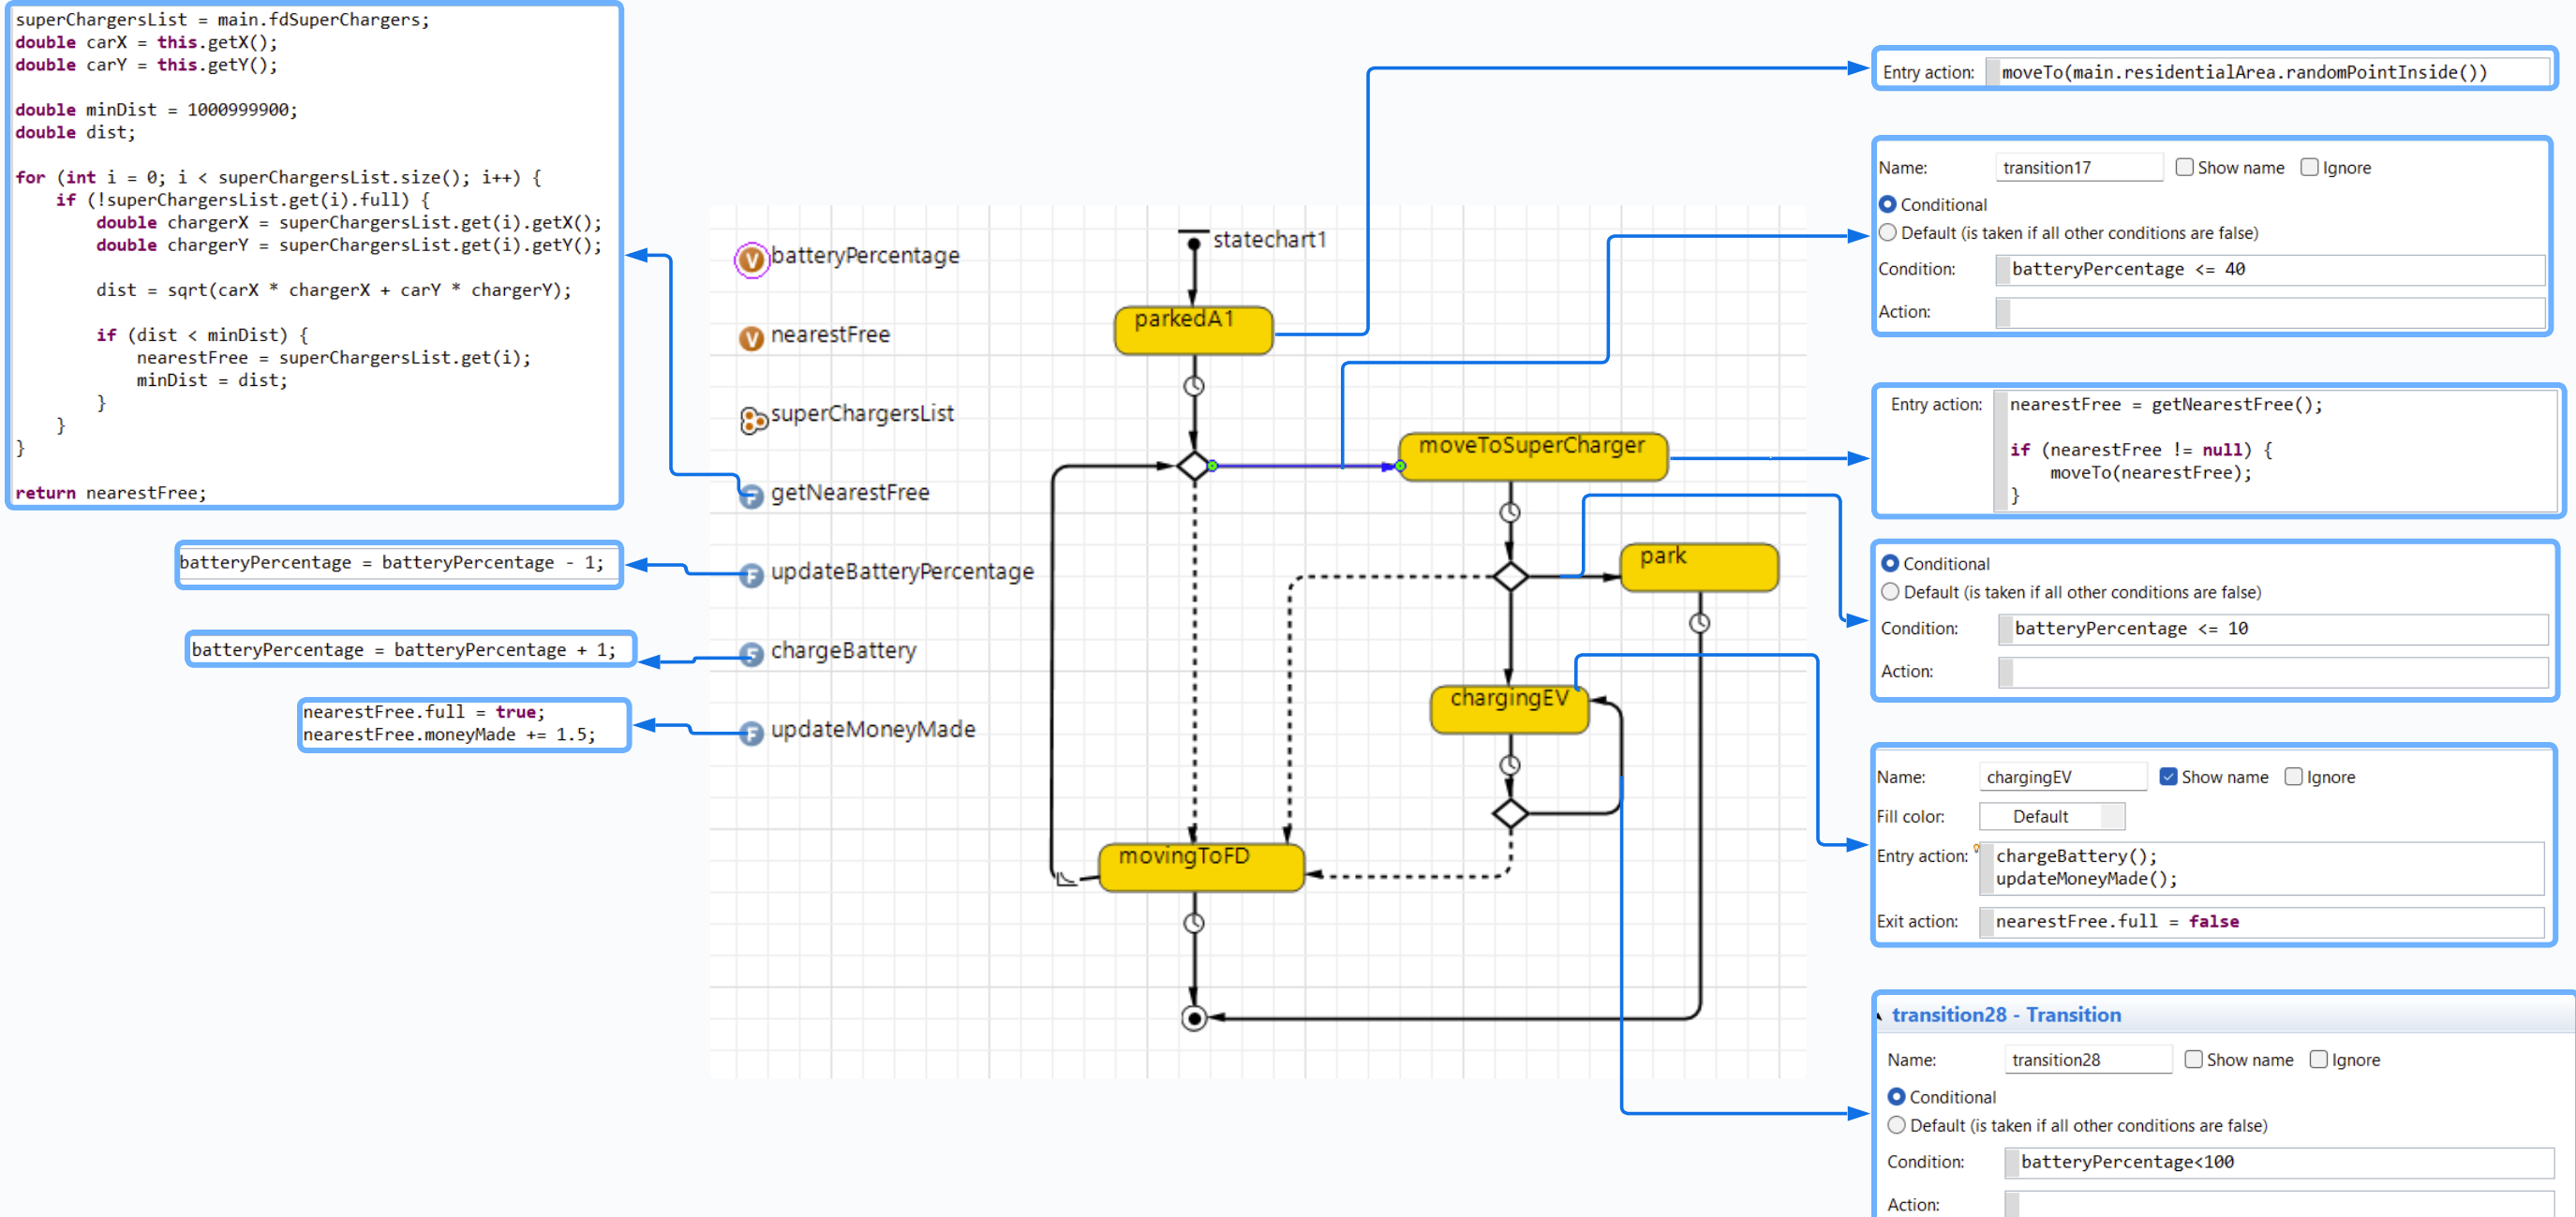 superChargersList = main.fdSuperChargers;
double carX = this.getX();
double carY = this.getY();
double minDist = 1000999900;
double dist;
for (int i = 0; i < superChargersList.size(); i++) {
if (!superChargersList.get(i).full) {
double chargerX = superChargersList.get(i).getX();
double chargerY = superChargersList.get(i).getY();
dist = sqrt(carX * chargerX + carY * chargerY);
if (dist < minDist) {
nearestFree = superChargersList.get(i);
minDist = dist;
}
}
}
return nearestFree;
batteryPercentage = batteryPercentage - 1;
batteryPercentage = batteryPercentage + 1;
nearestFree.full = true;
nearestFree.moneyMade += 1.5;
V batteryPercentage
V nearestFree
superChargersList
F getNearestFree
F updateBatteryPercentage
F chargeBattery
F updateMoneyMade
statechart1
parkedA1
moveToSuperCharger
park
chargingEV
movingToFD
Entry action: moveTo(main.residentialArea.randomPointInside())
Name: transition17 Show name Ignore
Conditional
Default (is taken if all other conditions are false)
Condition: batteryPercentage <= 40
Action:
Entry action: nearestFree = getNearestFree();
if (nearestFree != null) {
moveTo(nearestFree);
}
Conditional
Default (is taken if all other conditions are false)
Condition: batteryPercentage <= 10
Action:
Name: chargingEV Show name Ignore
Fill color: Default
Entry action: chargeBattery();
updateMoneyMade();
Exit action: nearestFree.full = false
transition28 - Transition
Name: transition28 Show name Ignore
Conditional
Default (is taken if all other conditions are false)
Condition: batteryPercentage<100
Action: